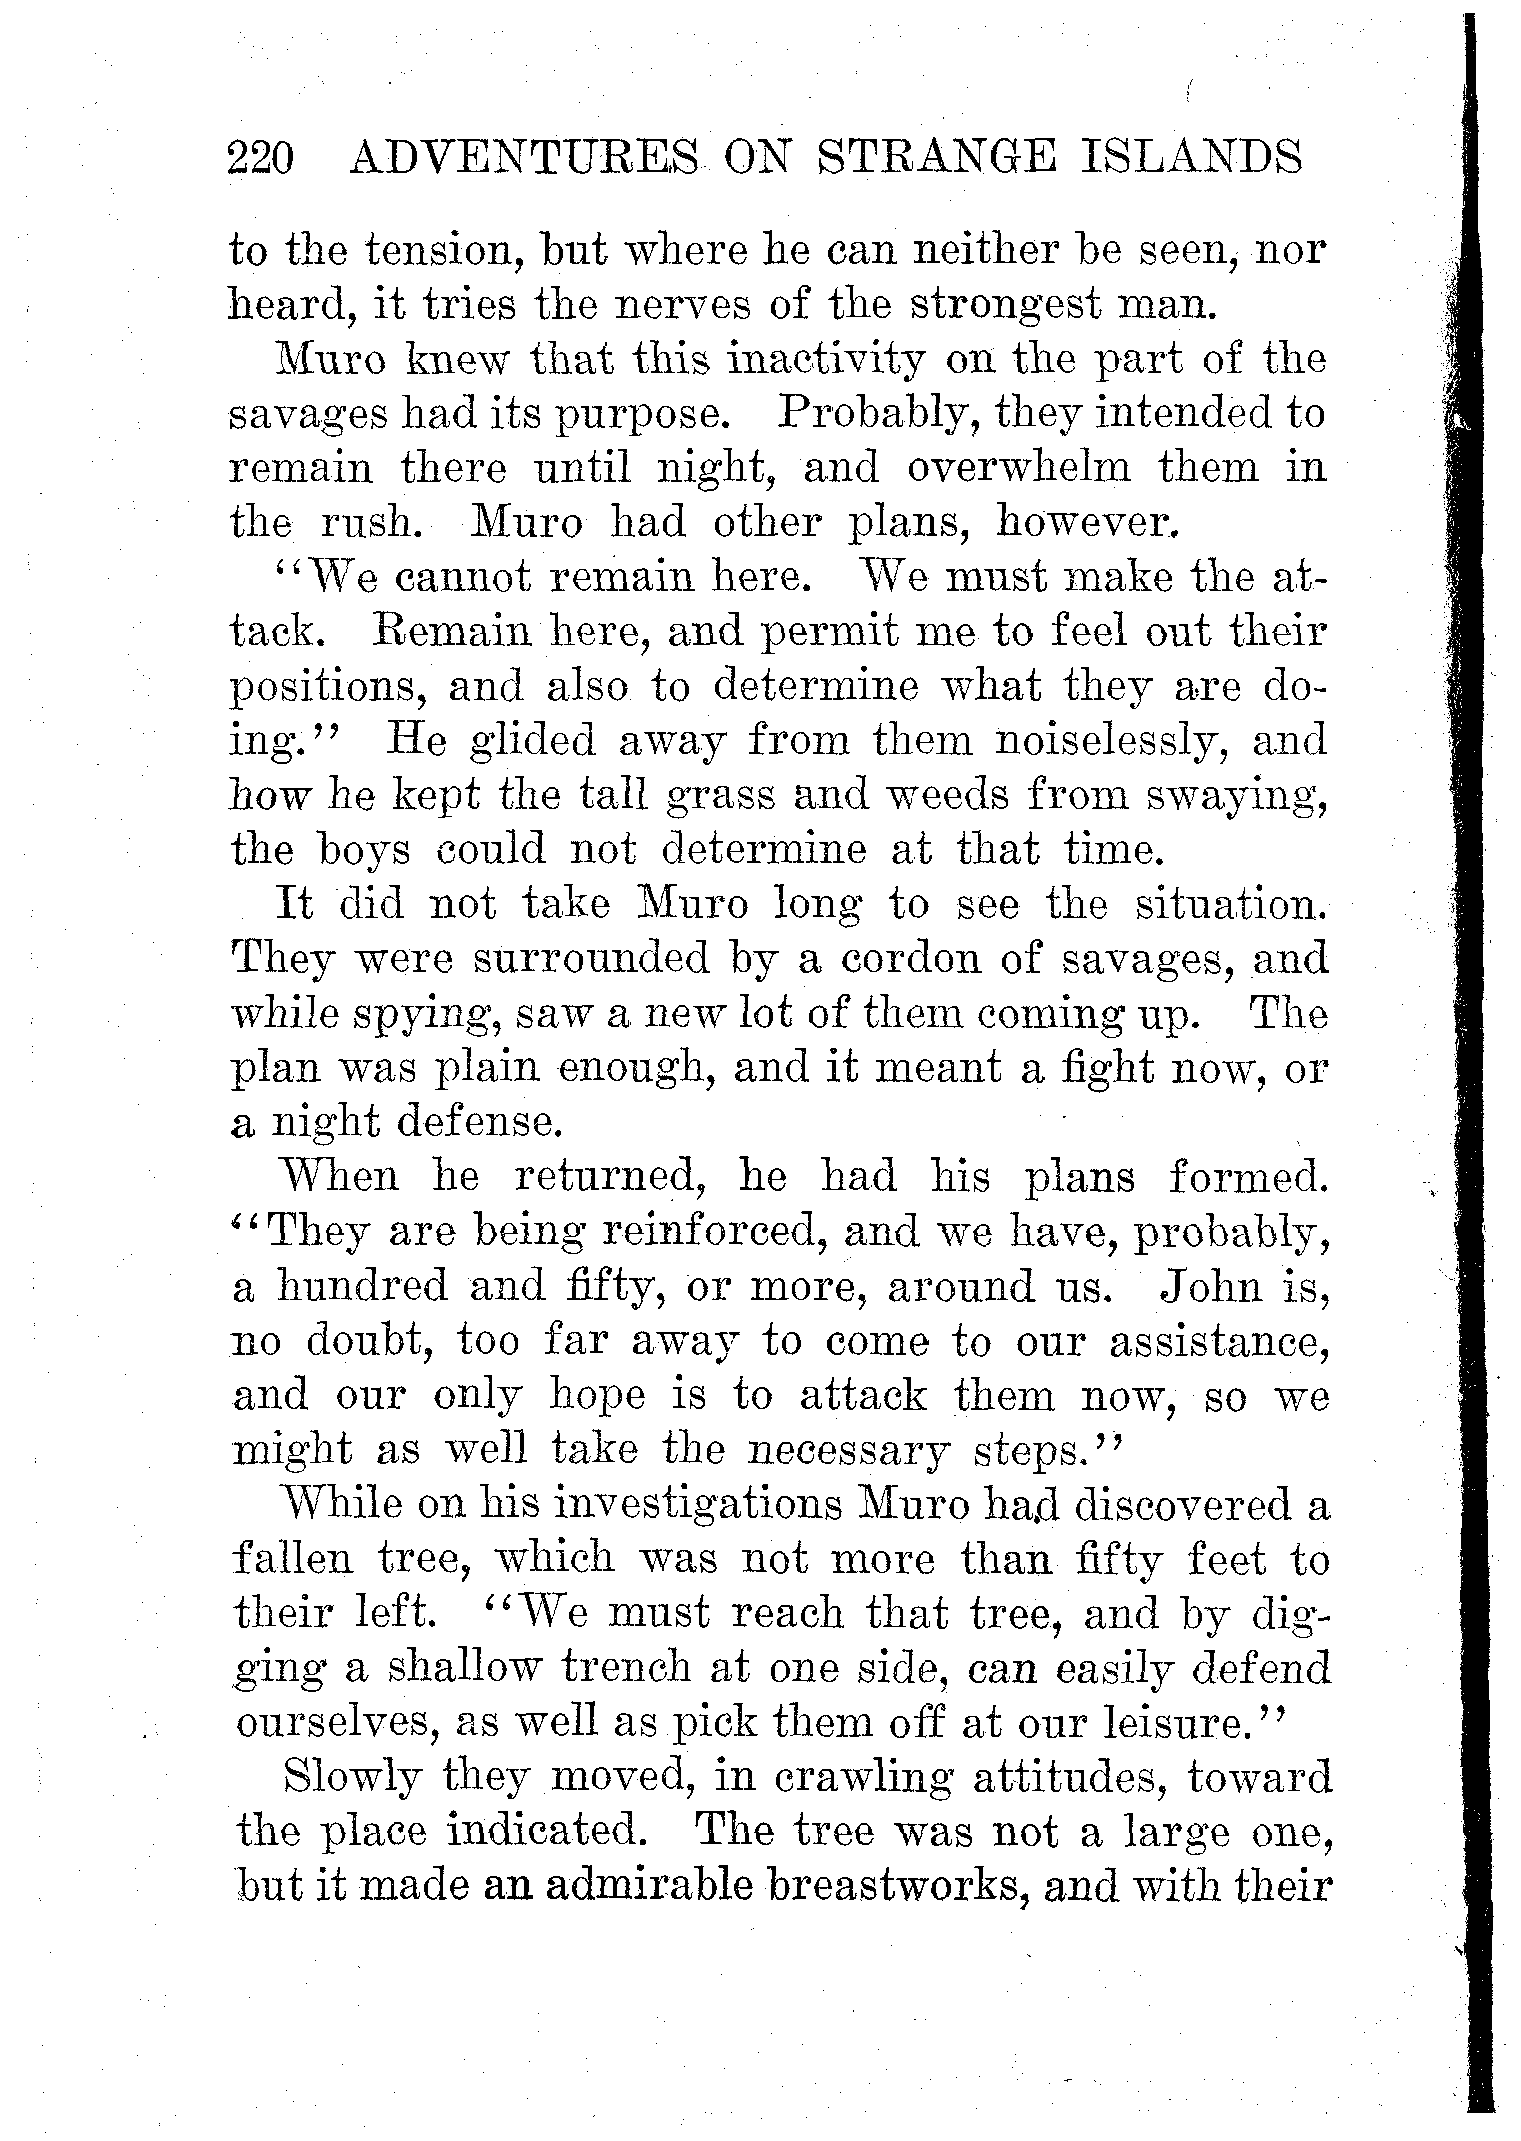 220 ADVENTURES ON STRANGE ISLANDS
to the tension, but where he can neither be seen, nor
heard, it tries the nerves of the strongest man.
Muro knew that this inactivity on the part of the
savages had its purpose. Probably, they intended to
remain there until night, and overwhelm them in
the rush. Muro had other plans, however.
“We cannot remain here. We must make the at-
tack. Remain here, and permit me to feel out their
positions, and also to determine what they are do-
ing.” He glided away from them noiselessly, and
how he kept the tall grass and weeds from swaying,
the boys could not determine at that time.
It did not take Muro long to see the situation.
They were surrounded by a cordon of savages, and
while spying, saw a new lot of them coming up. The
plan was plain enough, and it meant a fight now, or
a night defense.
When he returned, he had his plans formed.
“They are being reinforced, and we have, probably,
a hundred and fifty, or more, around us. John is,
no doubt, too far away to come to our assistance,
and our only hope is to attack them now, so we
might as well take the necessary steps.”
While on his investigations Muro had discovered a
fallen tree, which was not more than fifty feet to
their left. “We must reach that tree, and by dig-
ging a shallow trench at one side, can easily defend
ourselves, as well as pick them off at our leisure.”
Slowly they moved, in crawling attitudes, toward
the place indicated. The tree was not a large one,
but it made an admirable breastworks, and with their